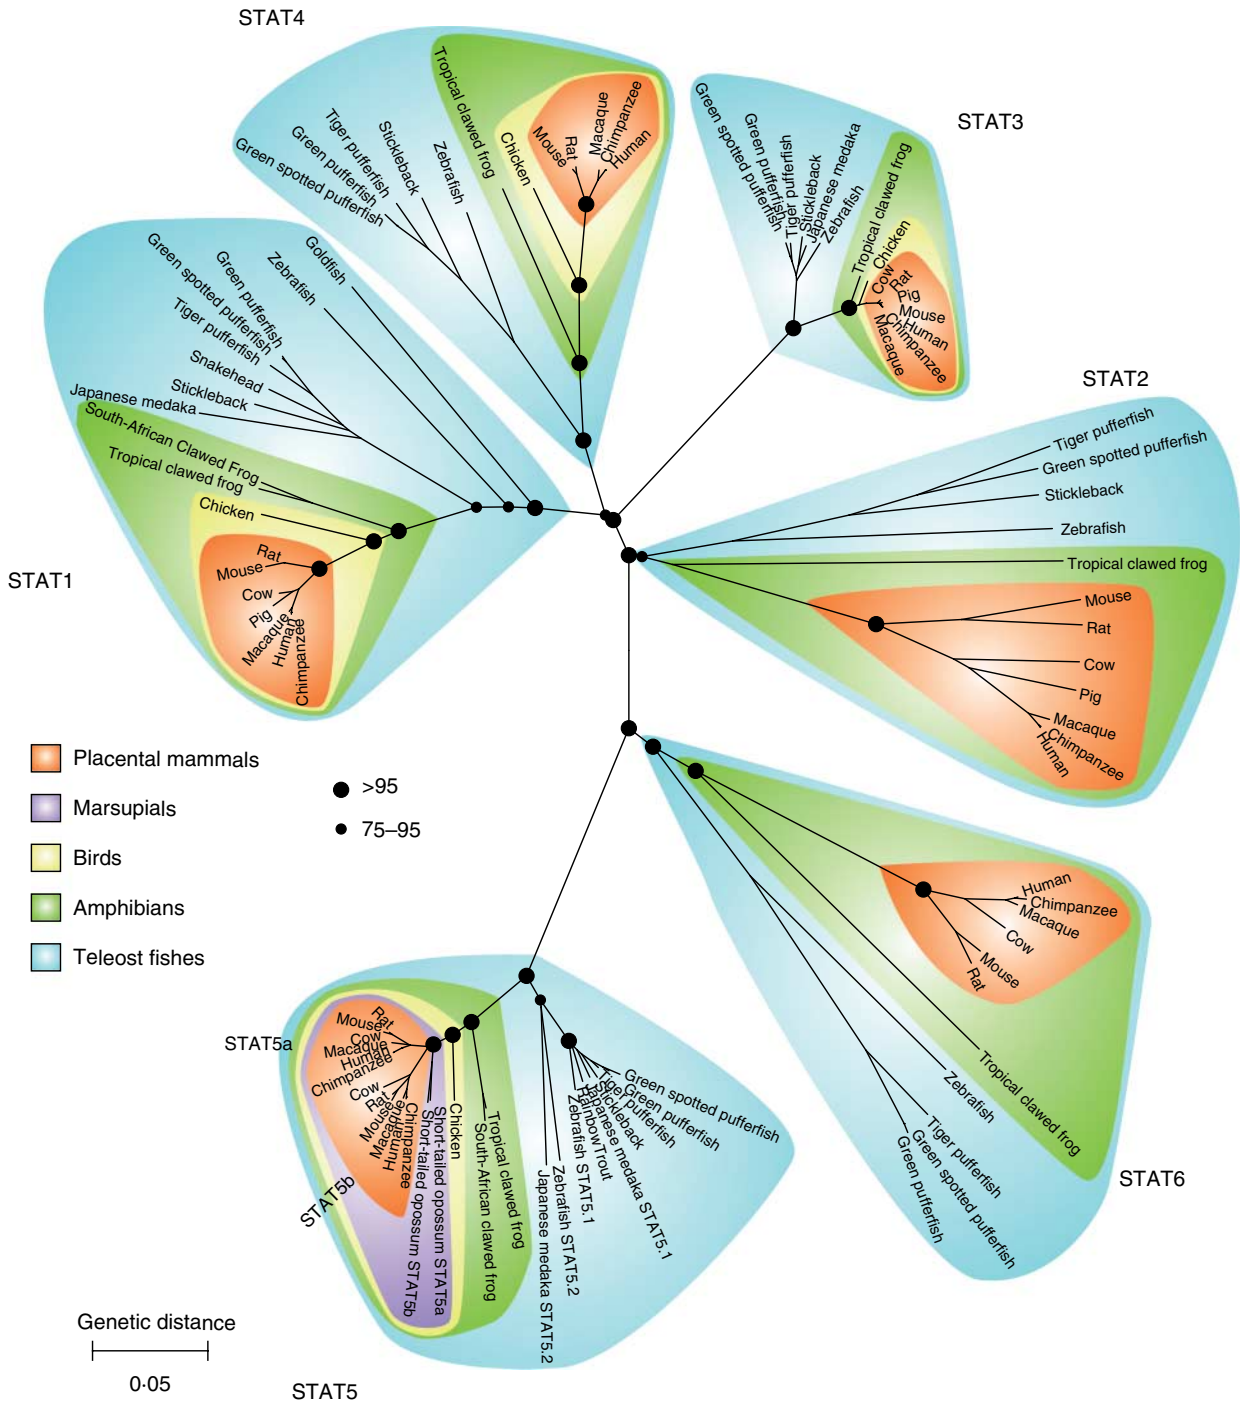 STAT4
Tropical clawed frog
Chicken
Mouse
Rat
Macaque
Chimpanzee
Human
Zebrafish
Stickleback
Tiger pufferfish
Green pufferfish
Green spotted pufferfish
STAT3
Green spotted pufferfish
Green pufferfish
Tiger pufferfish
Stickleback
Japanese medaka
Zebrafish
Tropical clawed frog
Chicken
Cow
Rat
Pig
Mouse
Human
Chimpanzee
Macaque
STAT2
Tiger pufferfish
Green spotted pufferfish
Stickleback
Zebrafish
Tropical clawed frog
Mouse
Rat
Cow
Pig
Macaque
Chimpanzee
Human
STAT1
Goldfish
Zebrafish
Green pufferfish
Green spotted pufferfish
Tiger pufferfish
Snakehead
Stickleback
Japanese medaka
South-African Clawed Frog
Tropical clawed frog
Chicken
Rat
Mouse
Cow
Pig
Macaque
Human
Chimpanzee
Placental mammals
Marsupials
Birds
Amphibians
Teleost fishes
>95
75–95
STAT6
Human
Chimpanzee
Macaque
Cow
Mouse
Rat
Tropical clawed frog
Zebrafish
Tiger pufferfish
Green spotted pufferfish
Green pufferfish
STAT5a
Rat
Mouse
Cow
Macaque
Human
Chimpanzee
STAT5b
Cow
Rat
Mouse
Macaque
Human
Chimpanzee
Short-tailed opossum STAT5b
Short-tailed opossum STAT5a
Chicken
South-African clawed frog
Tropical clawed frog
Japanese medaka STAT5.2
Zebrafish STAT5.2
Zebrafish STAT5.1
RainbowTrout
Japanese medaka STAT5.1
Stickleback
Tiger pufferfish
Green pufferfish
Green spotted pufferfish
STAT5
Genetic distance
0·05